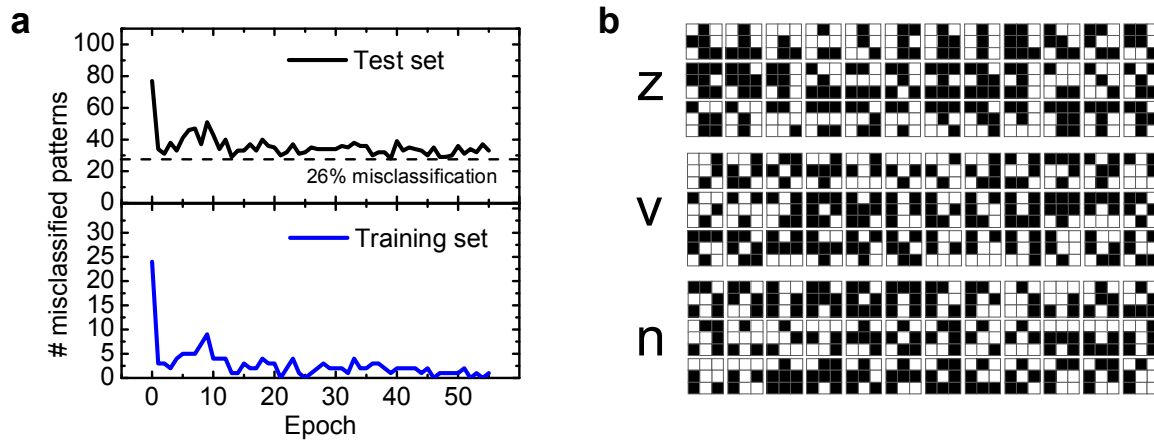 a
# misclassified patterns
100
80
60
40
20
0
Test set
26% misclassification
30
25
20
15
10
5
0
Training set
0 10 20 30 40 50
Epoch
b
z
v
n